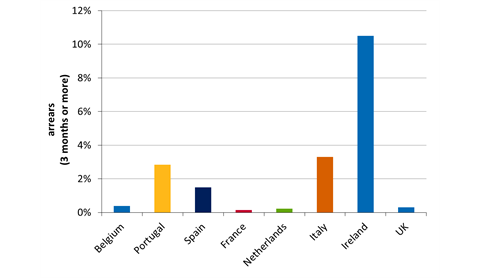 12%
10%
8%
6%
4%
2%
0%
arrears
(3 months or more)
Belgium
Portugal
Spain
France
Netherlands
Italy
Ireland
UK